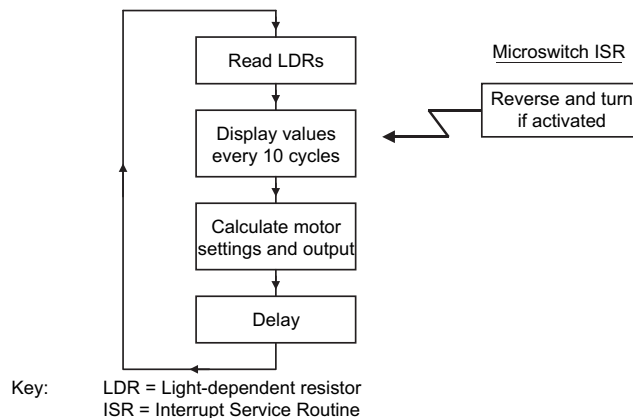 Read LDRs
Display values
every 10 cycles
Calculate motor
settings and output
Delay
Microswitch ISR
Reverse and turn
if activated
Key: LDR = Light-dependent resistor
ISR = Interrupt Service Routine